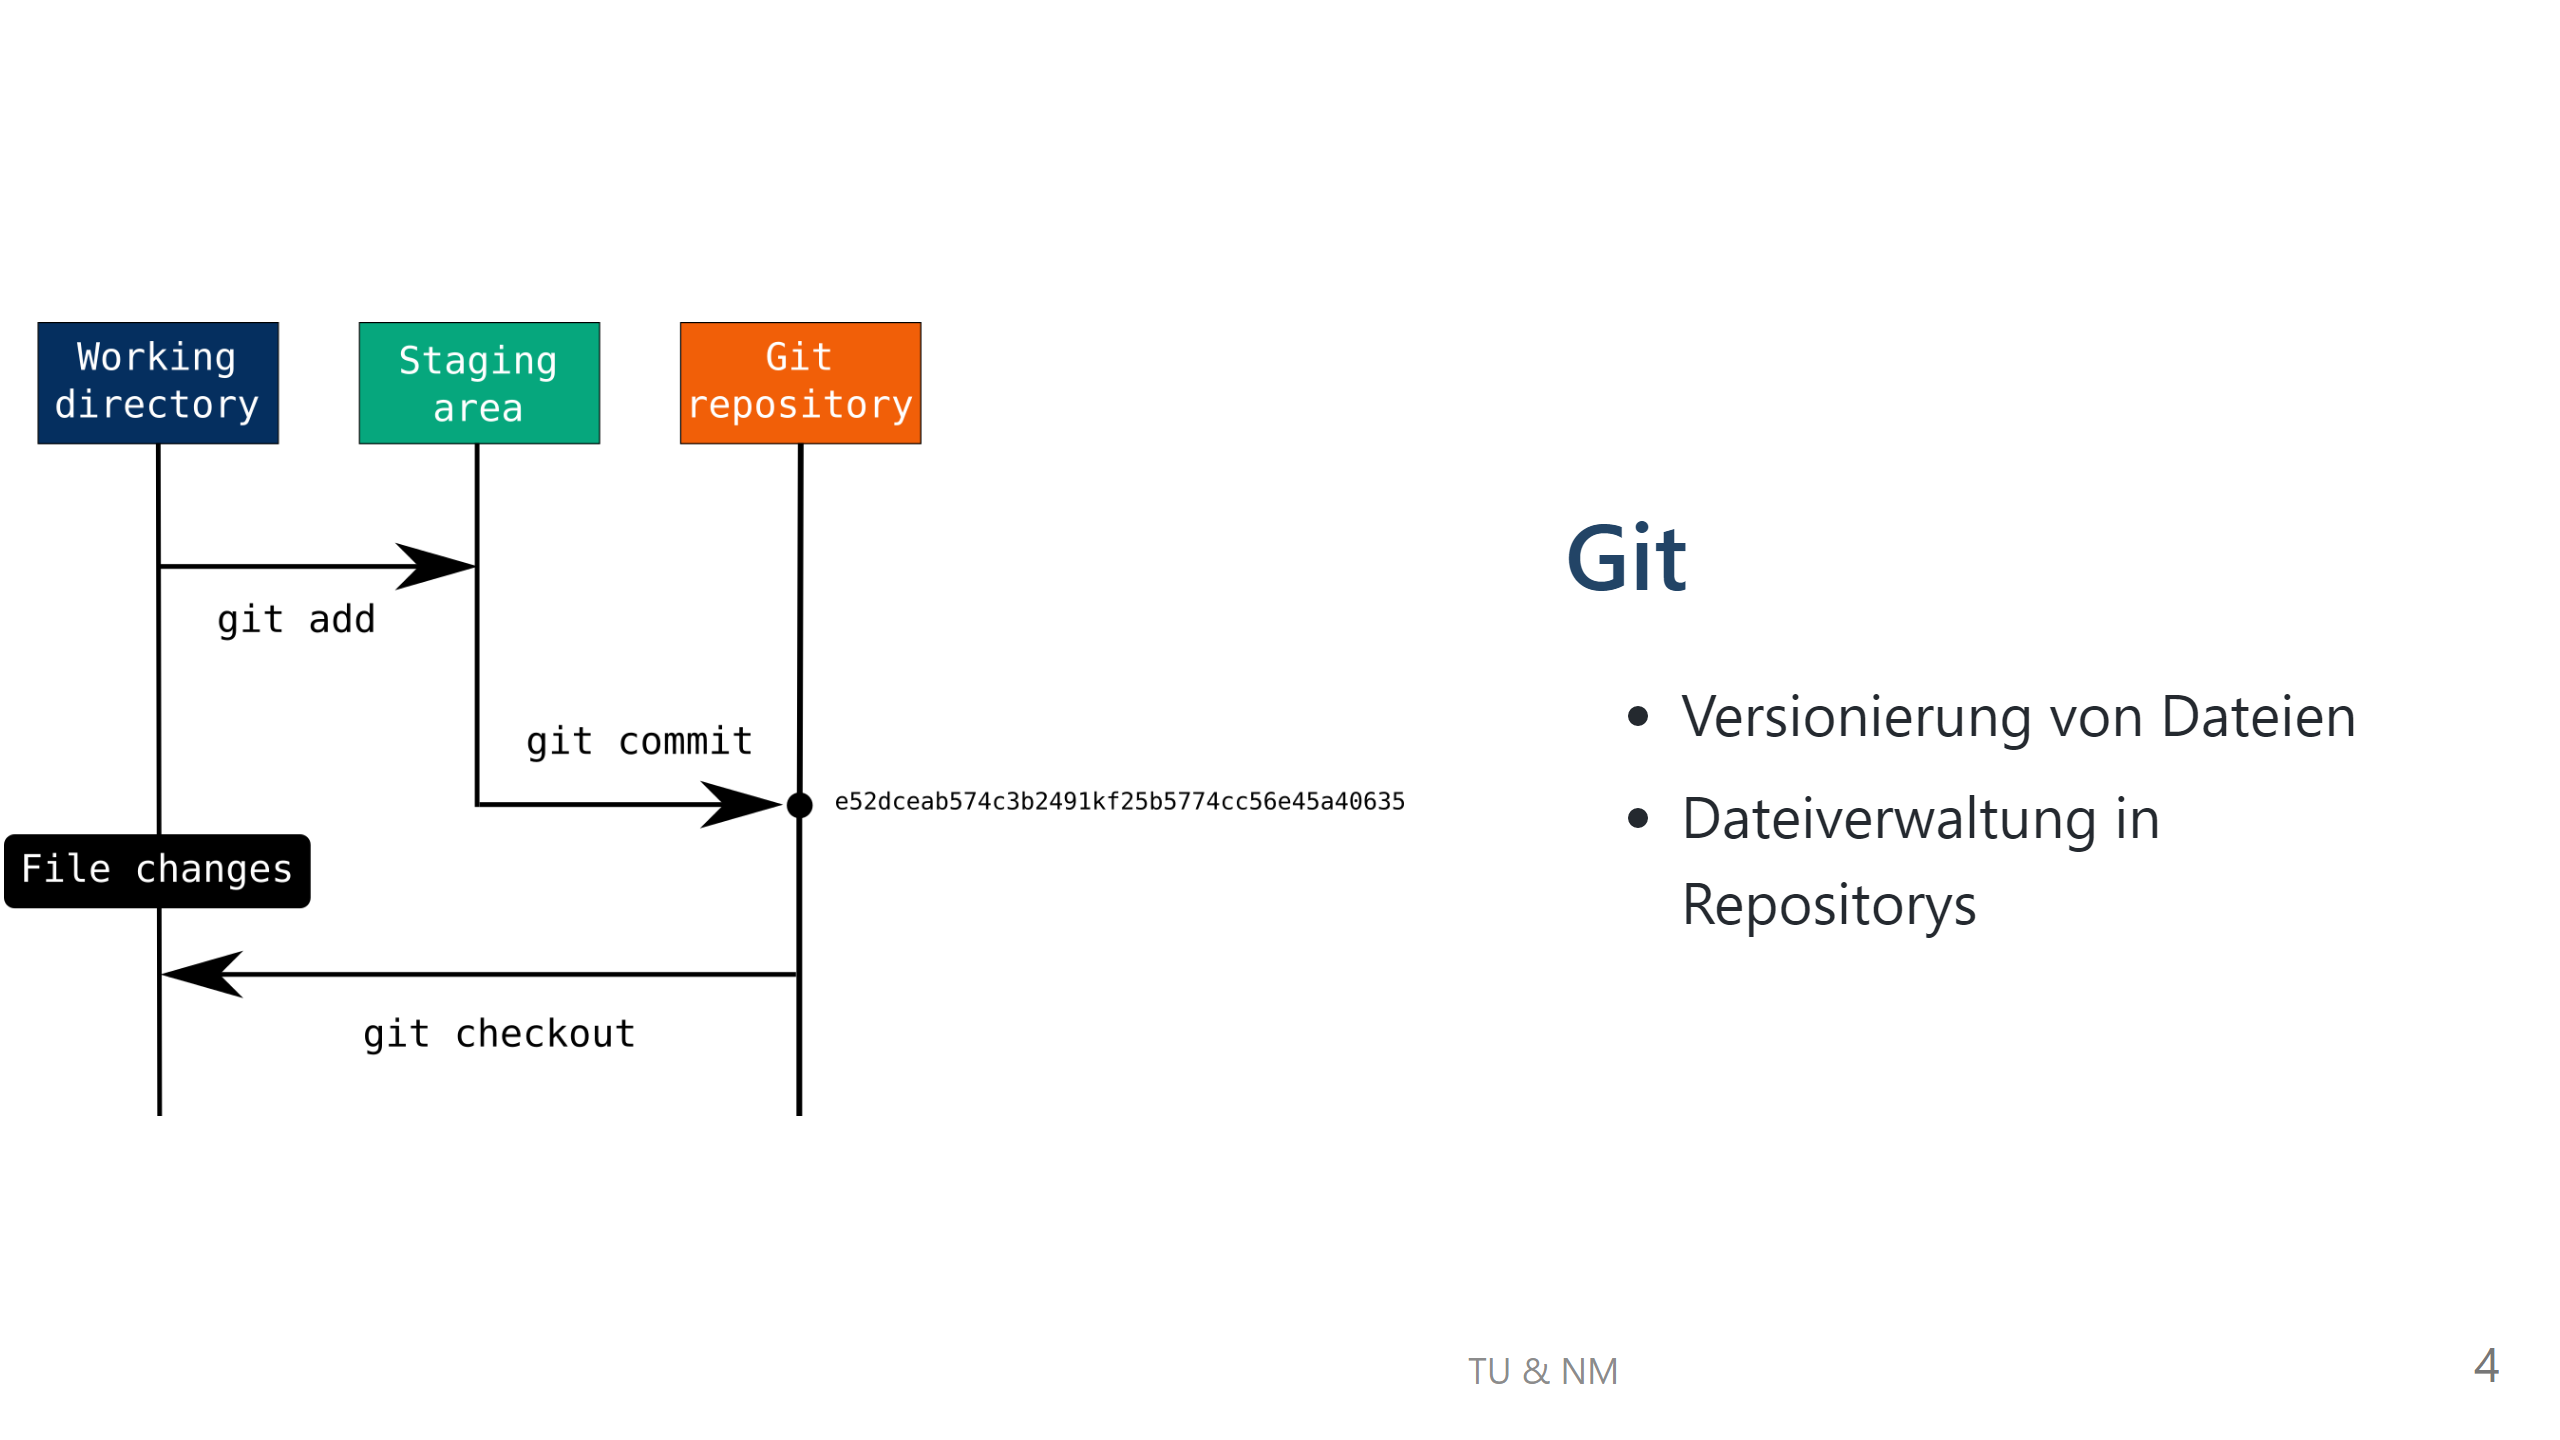 Working
directory
Staging
area
Git
repository
git add
git commit
e52dceab574c3b2491kf25b5774cc56e45a40635
File changes
git checkout
Git
• Versionierung von Dateien
• Dateiverwaltung in
Repositorys
TU & NM
4